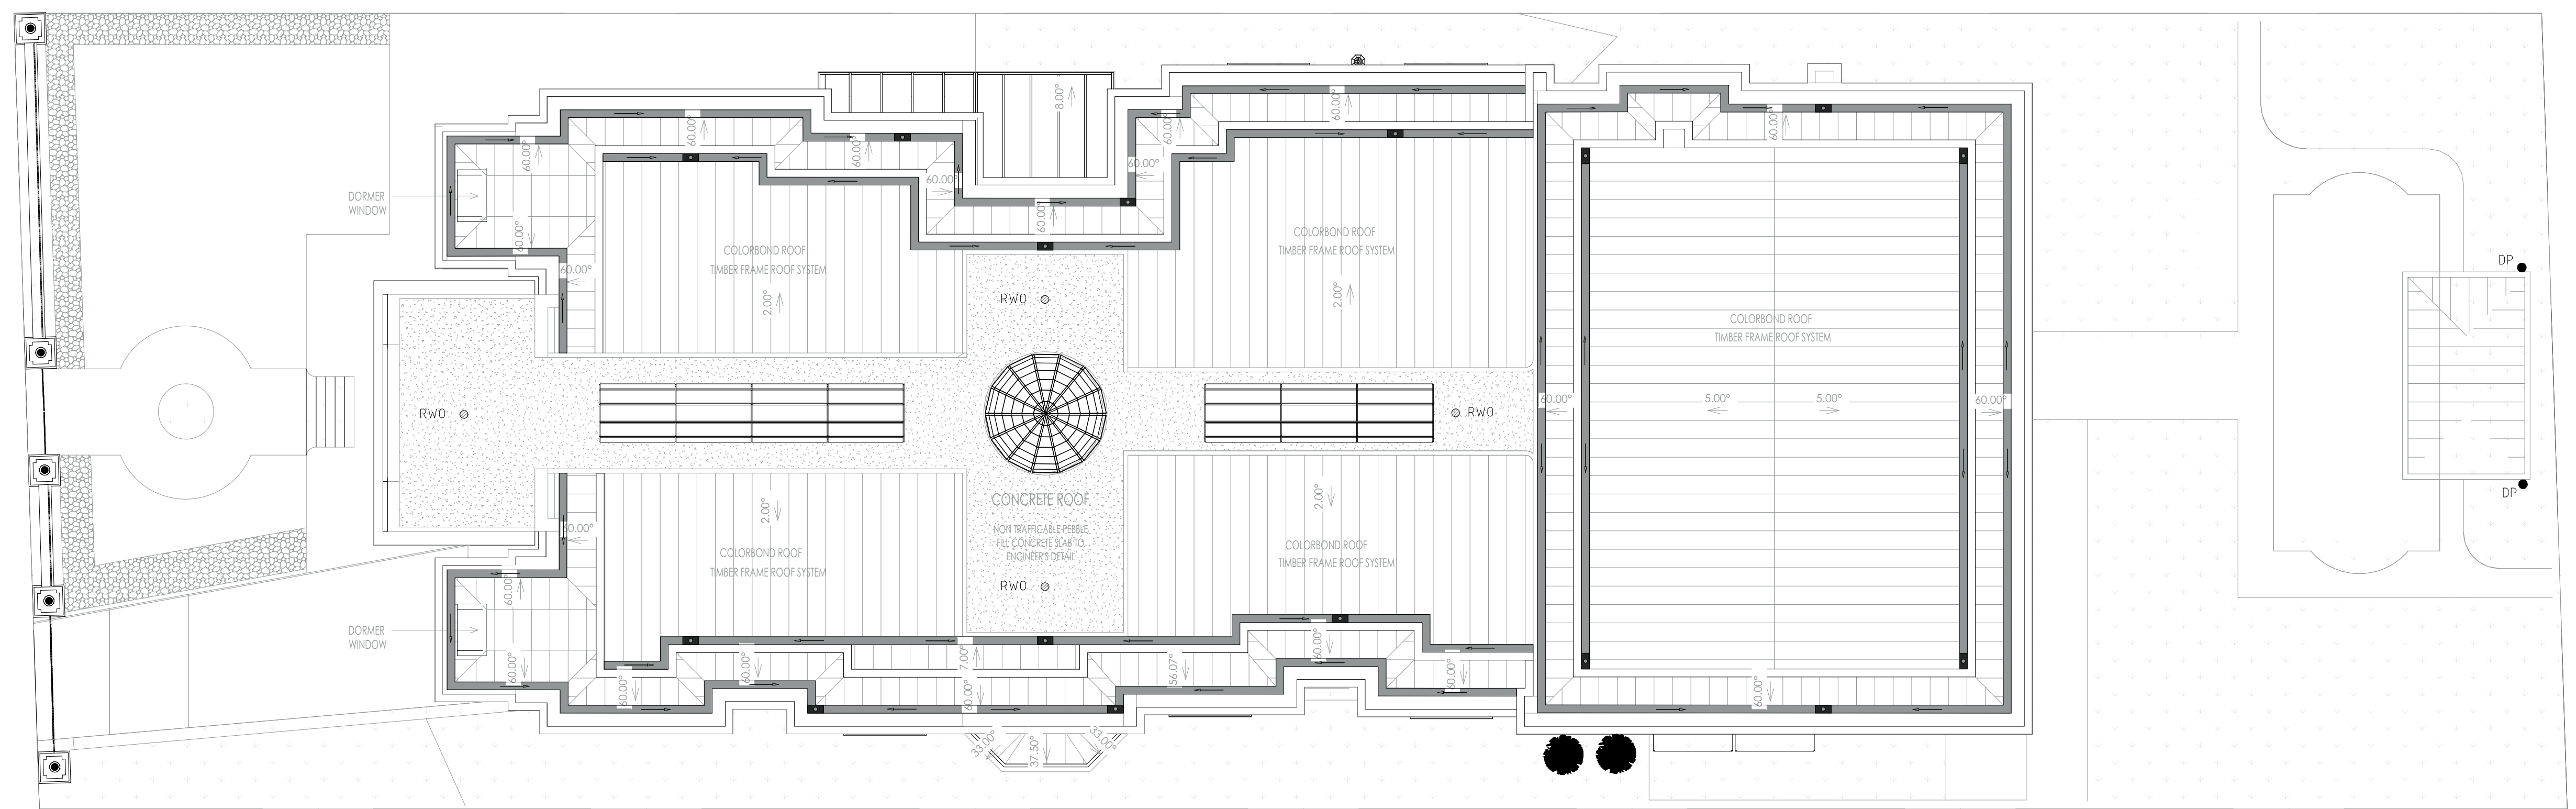 8.00°
60.00°
60.00°
60.00°
60.00°
60.00°
60.00°
60.00°
60.00°
60.00°
DORMER
WINDOW
60.00°
60.00°
60.00°
COLORBOND ROOF
TIMBER FRAME ROOF SYSTEM
COLORBOND ROOF
TIMBER FRAME ROOF SYSTEM
DP
2.00°
RWO
2.00°
COLORBOND ROOF
TIMBER FRAME ROOF SYSTEM
RWO
RWO
60.00°
5.00°
5.00°
60.00°
2.00°
CONCRETE ROOF
2.00°
DP
60.00°
NON TRAFFICABLE PEBBLE
FILL CONCRETE SLAB TO
ENGINEER'S DETAIL
COLORBOND ROOF
TIMBER FRAME ROOF SYSTEM
COLORBOND ROOF
TIMBER FRAME ROOF SYSTEM
60.00°
RWO
DORMER
WINDOW
60.00°
60.00°
60.00°
7.00°
60.00°
56.07°
60.00°
60.00°
60.00°
33.00°
37.50°
33.00°